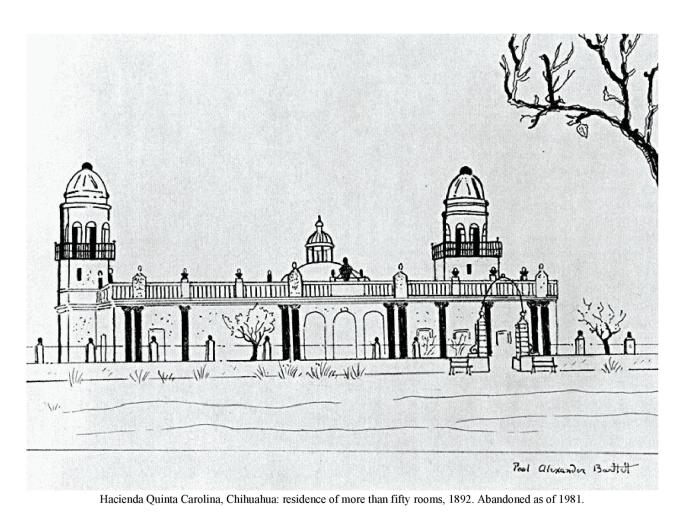 Paul Alexander Bartlett
Hacienda Quinta Carolina, Chihuahua: residence of more than fifty rooms, 1892. Abandoned as of 1981.